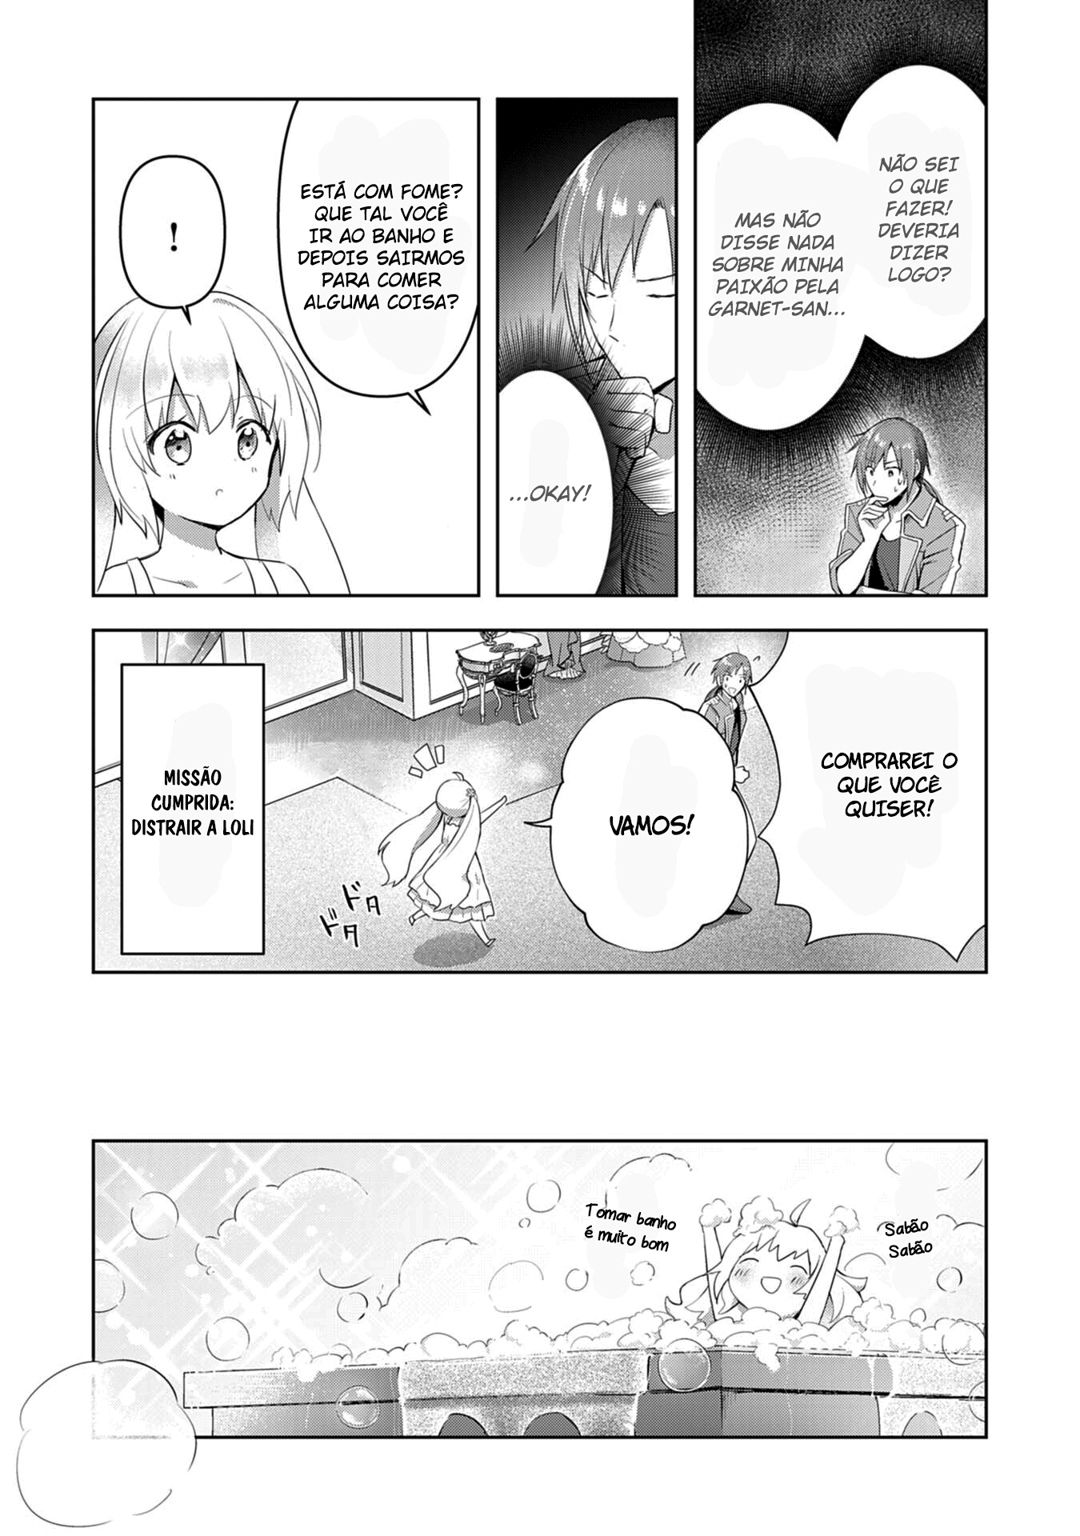 NÃO SEI
O QUE
FAZER!
DEVERIA
DIZER
LOGO?
MAS NÃO
DISSE NADA
SOBRE MINHA
PAIXÃO PELA
GARNET-SAN...
...OKAY!
ESTÁ COM FOME?
QUE TAL VOCÊ
IR AO BANHO E
DEPOIS SAIRMOS
PARA COMER
ALGUMA COISA?
!
COMPRAREI O
QUE VOCÊ
QUISER!
VAMOS!
ドタ
ドタ
MISSÃO
CUMPRIDA:
DISTRAIR A LOLI
Sabão
Sabão
Tomar banho
é muito bom